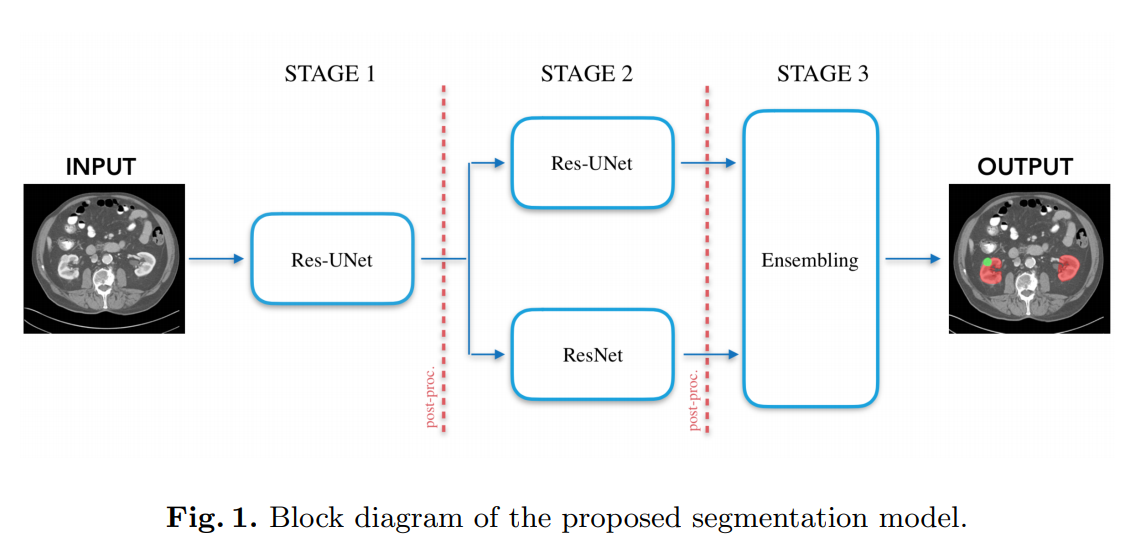 STAGE 1
STAGE 2
STAGE 3
INPUT
OUTPUT
Res-UNet
Res-UNet
ResNet
Ensembling
post-proc.
post-proc.
Fig. 1. Block diagram of the proposed segmentation model.